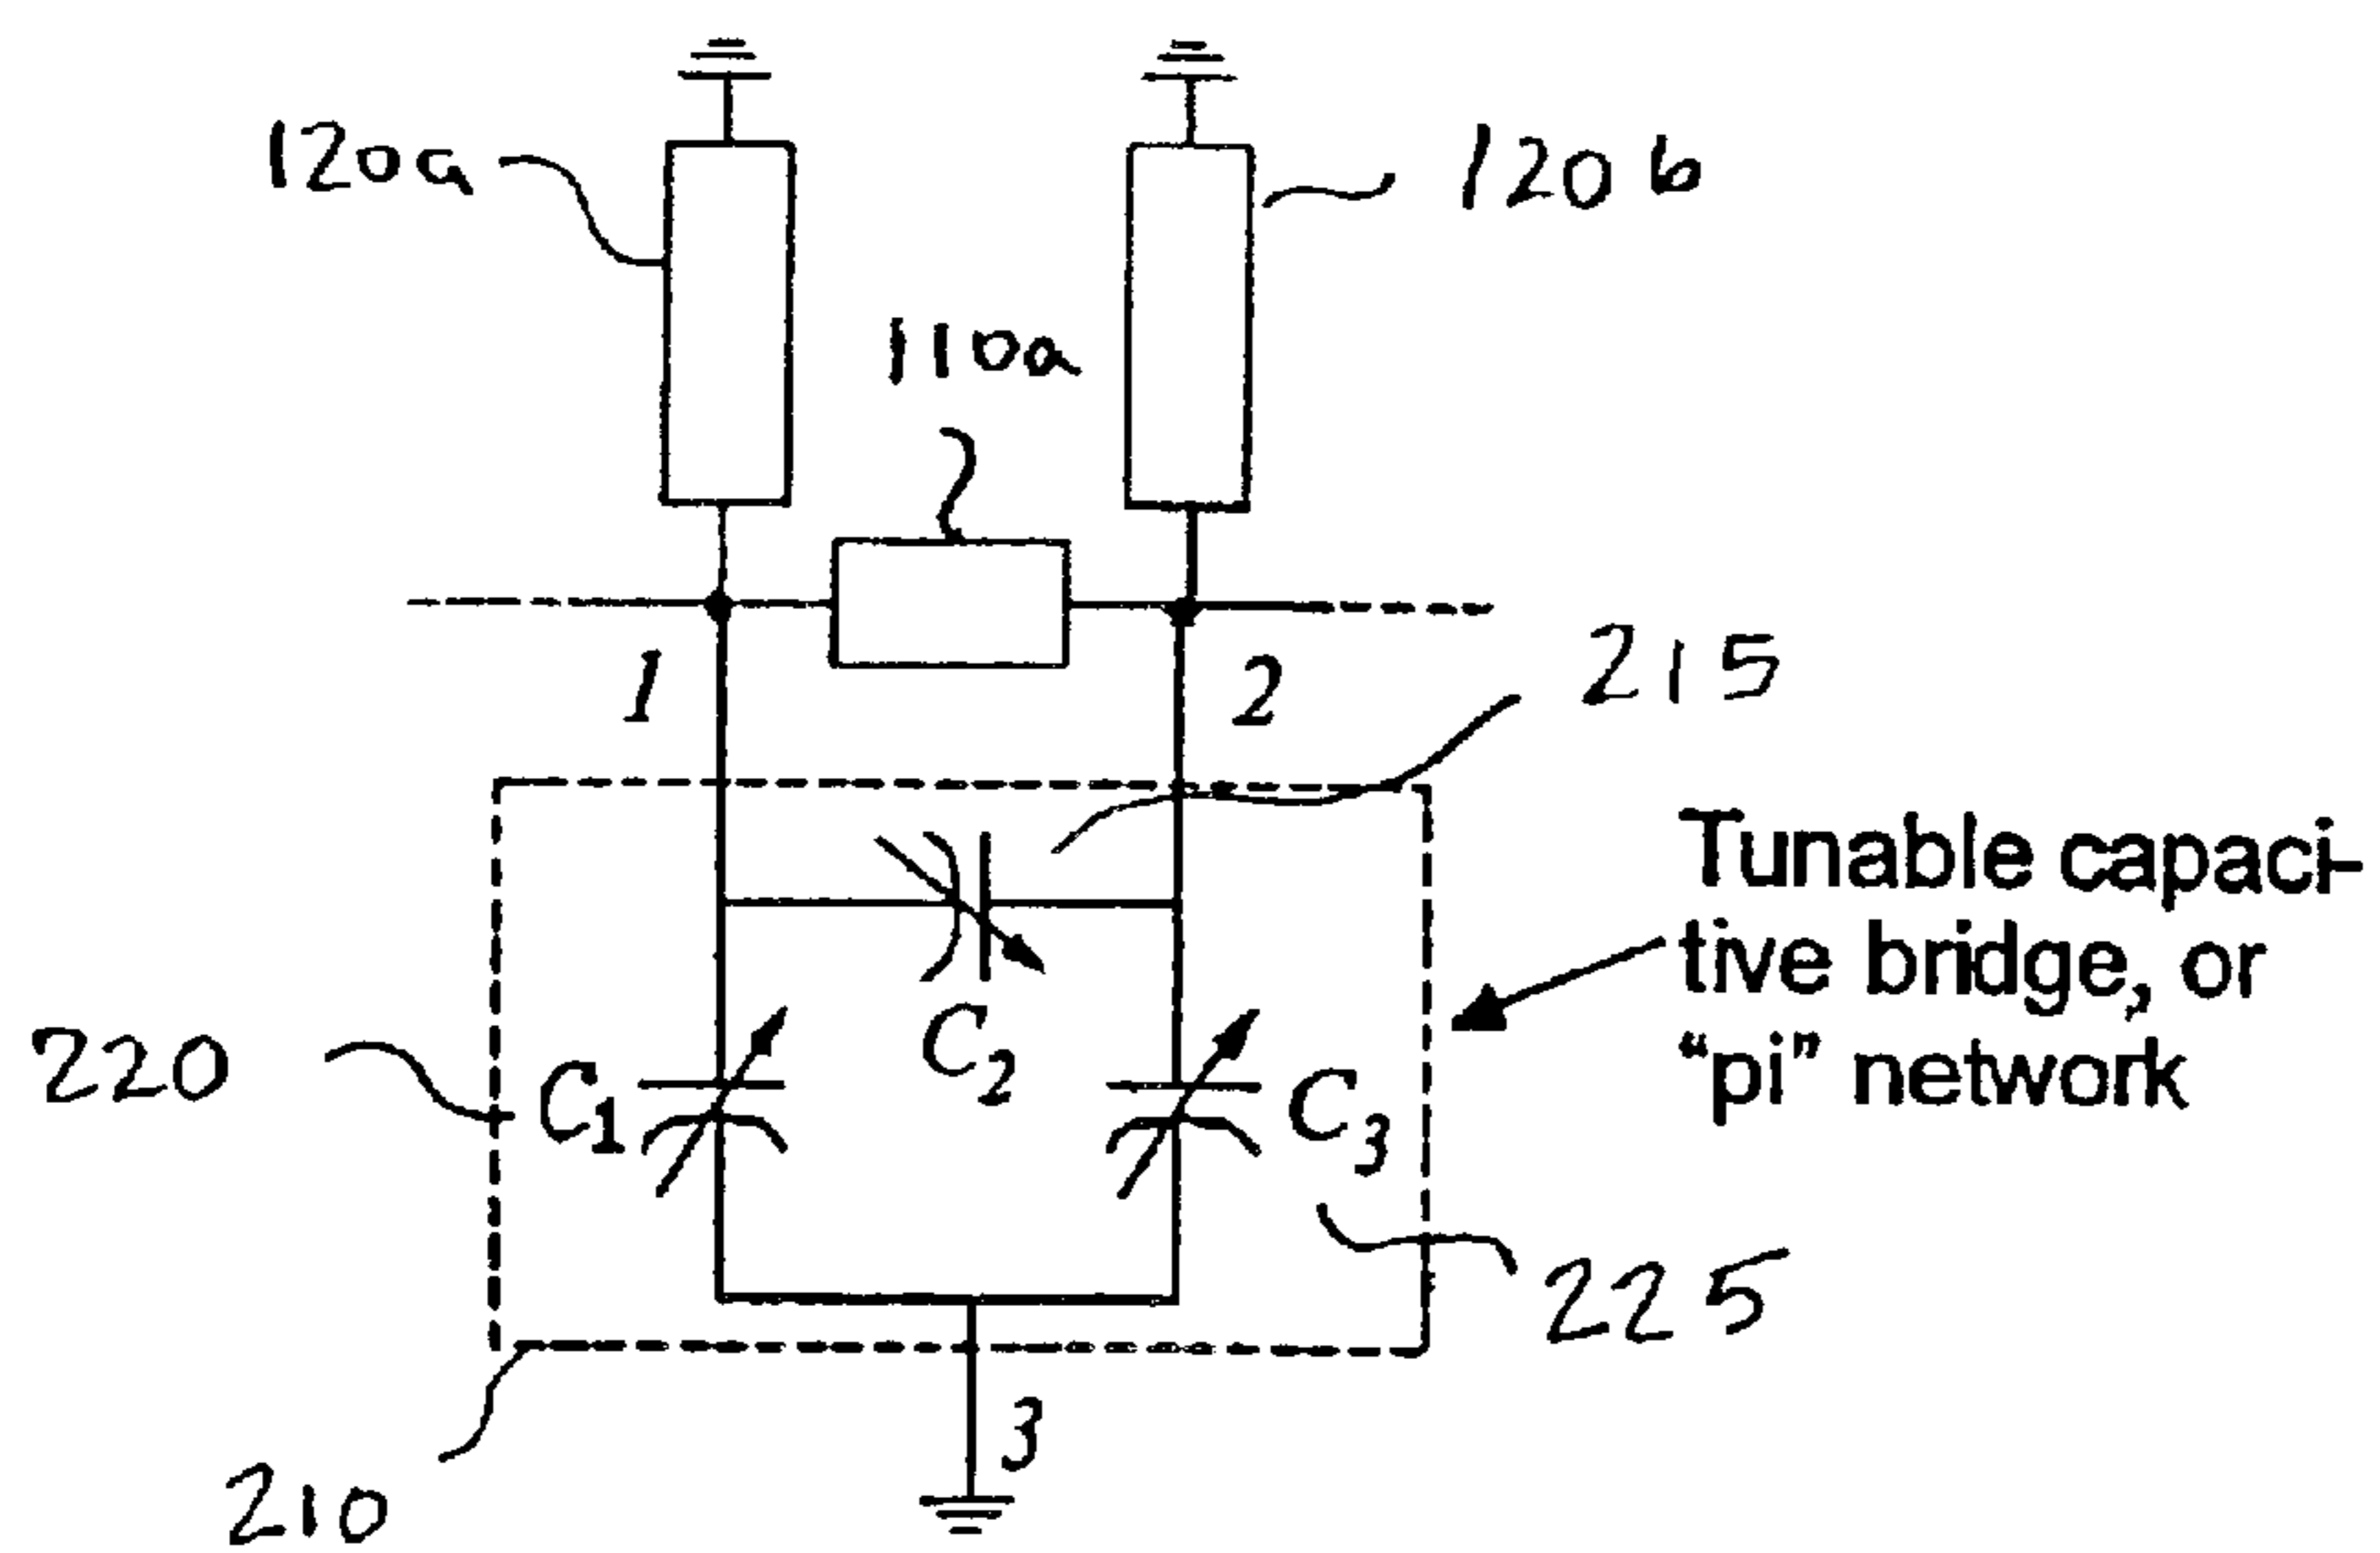 120a
120b
110a
1
2
215
Tunable capaci-
tive bridge, or
"pi" network
C2
220
C1
C3
225
3
210